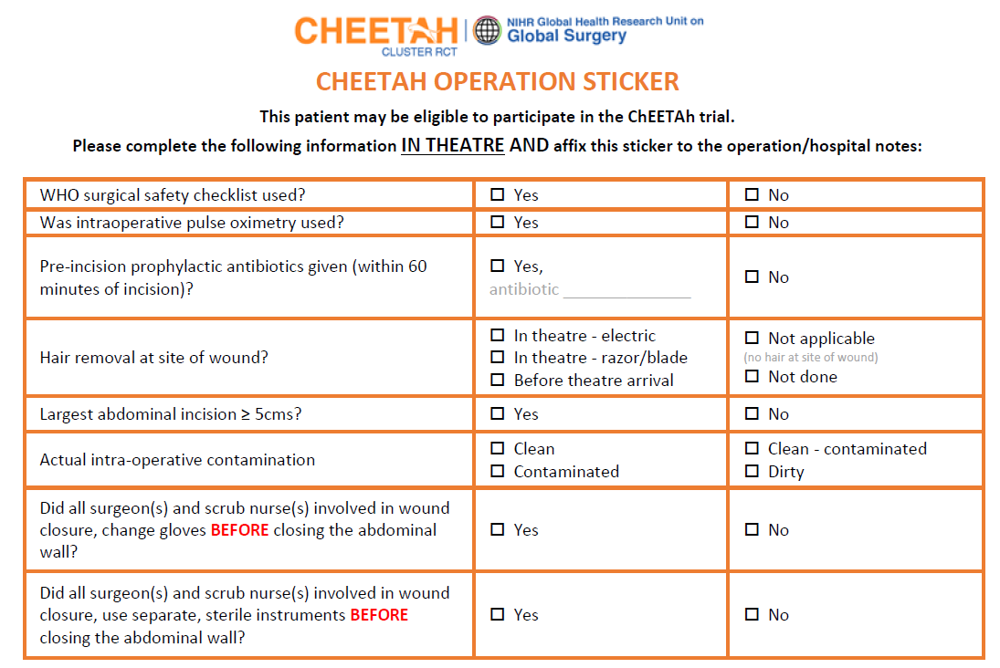 CHEETAH
CLUSTER RCT
NIHR Global Health Research Unit on
Global Surgery
CHEETAH OPERATION STICKER
This patient may be eligible to participate in the ChEETAh trial.
Please complete the following information IN THEATRE AND affix this sticker to the operation/hospital notes:
WHO surgical safety checklist used?
☐ Yes
☐ No
Was intraoperative pulse oximetry used?
☐ Yes
☐ No
Pre-incision prophylactic antibiotics given (within 60
minutes of incision)?
☐ Yes,
antibiotic _______________
☐ No
Hair removal at site of wound?
☐ In theatre - electric
☐ In theatre - razor/blade
☐ Before theatre arrival
☐ Not applicable
(no hair at site of wound)
☐ Not done
Largest abdominal incision ≥ 5cms?
☐ Yes
☐ No
Actual intra-operative contamination
☐ Clean
☐ Contaminated
☐ Clean - contaminated
☐ Dirty
Did all surgeon(s) and scrub nurse(s) involved in wound
closure, change gloves BEFORE closing the abdominal
wall?
☐ Yes
☐ No
Did all surgeon(s) and scrub nurse(s) involved in wound
closure, use separate, sterile instruments BEFORE
closing the abdominal wall?
☐ Yes
☐ No